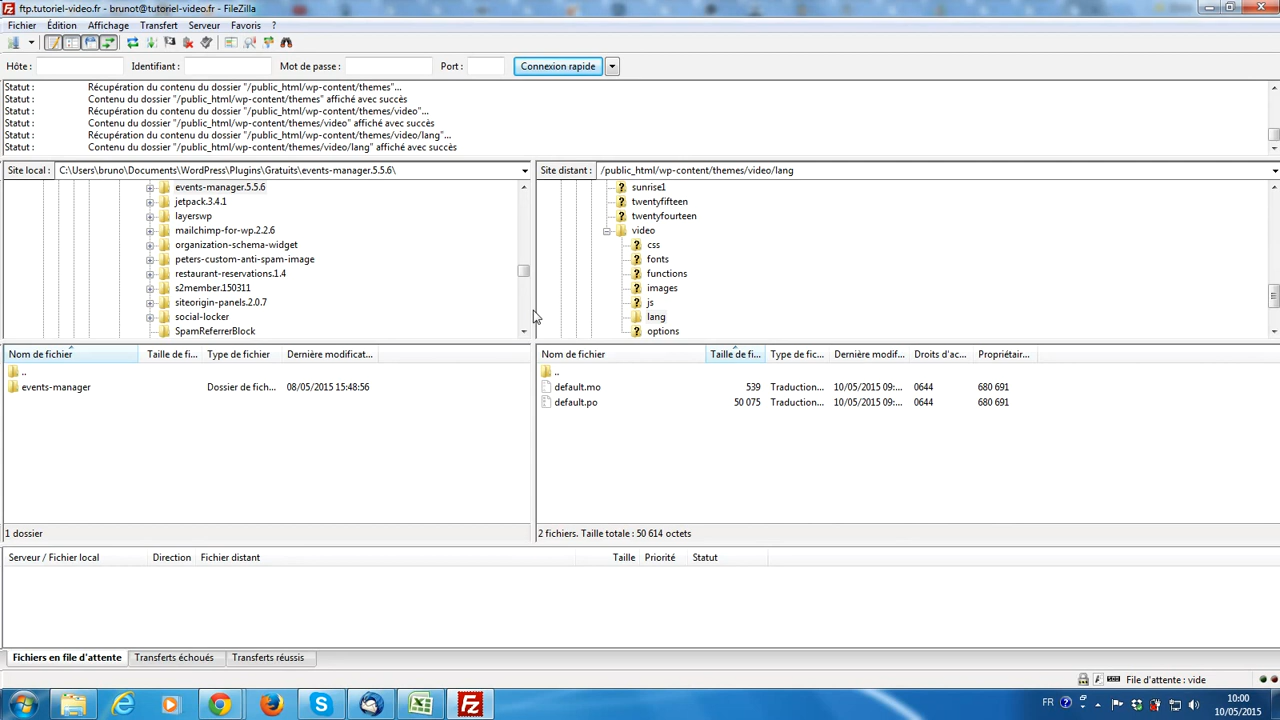 ftp.tutoriel-video.fr - brunot@tutoriel-video.fr - FileZilla
Fichier Édition Affichage Transfert Serveur Favoris ?
Hôte : Identifiant : Mot de passe : Port : Connexion rapide
Statut : Récupération du contenu du dossier "/public_html/wp-content/themes"...
Statut : Contenu du dossier "/public_html/wp-content/themes" affiché avec succès
Statut : Récupération du contenu du dossier "/public_html/wp-content/themes/video"...
Statut : Contenu du dossier "/public_html/wp-content/themes/video" affiché avec succès
Statut : Récupération du contenu du dossier "/public_html/wp-content/themes/video/lang"...
Statut : Contenu du dossier "/public_html/wp-content/themes/video/lang" affiché avec succès
Site local : C:\Users\bruno\Documents\WordPress\Plugins\Gratuits\events-manager.5.5.6\
events-manager.5.5.6
jetpack.3.4.1
layerswp
mailchimp-for-wp.2.2.6
organization-schema-widget
peters-custom-anti-spam-image
restaurant-reservations.1.4
s2member.150311
siteorigin-panels.2.0.7
social-locker
SpamReferrerBlock
Nom de fichier Taille de fi... Type de fichier Dernière modificat...
..
events-manager Dossier de fich... 08/05/2015 15:48:56
1 dossier
Site distant : /public_html/wp-content/themes/video/lang
sunrise1
twentyfifteen
twentyfourteen
video
css
fonts
functions
images
js
lang
options
Nom de fichier Taille de fi... Type de fic... Dernière modif... Droits d'ac... Propriétair...
..
default.mo 539 Traduction... 10/05/2015 09:... 0644 680 691
default.po 50 075 Traduction... 10/05/2015 09:... 0644 680 691
2 fichiers. Taille totale : 50 614 octets
Serveur / Fichier local Direction Fichier distant Taille Priorité Statut
Fichiers en file d'attente Transferts échoués Transferts réussis
File d'attente : vide
FR 10:00
10/05/2015